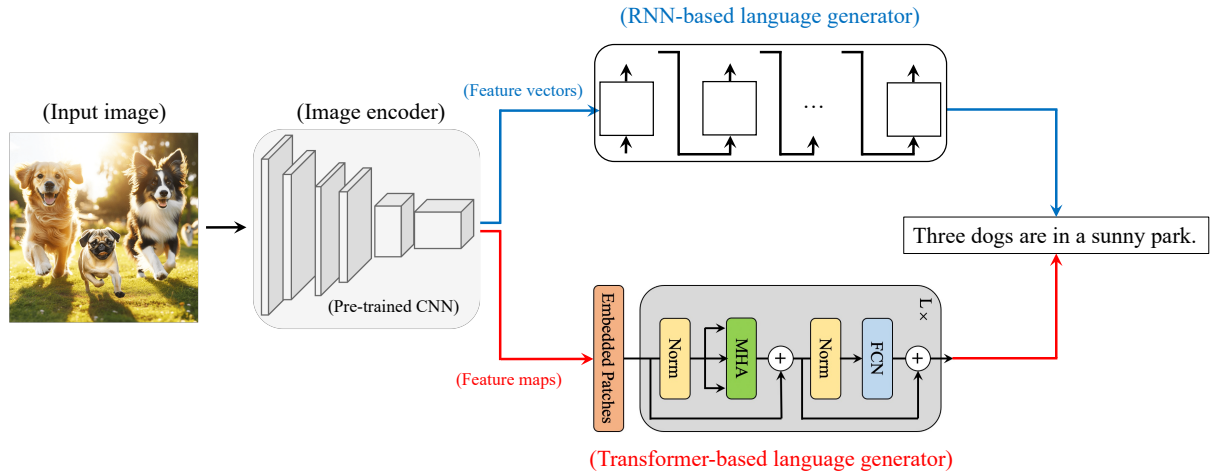 (RNN-based language generator)
(Input image)
(Image encoder)
(Feature vectors)
...
(Pre-trained CNN)
Three dogs are in a sunny park.
(Feature maps)
Embedded Patches
Norm
MHA
+
Norm
FCN
+
L ×
(Transformer-based language generator)